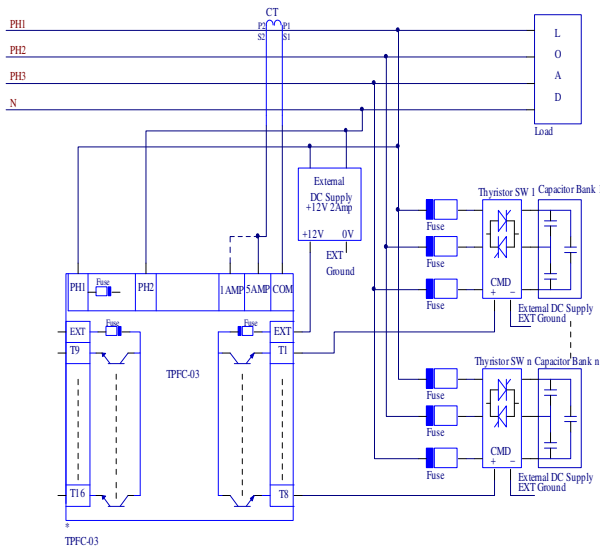 CT
PH1
P2 P1
S2 S1
L
PH2
O
PH3
A
N
D
Load
External
DC Supply
+12V 2Amp
+12V 0V
EXT
Ground
Thyristor SW 1 Capacitor Bank 1
Fuse
Fuse
CMD
+ −
Fuse
External DC Supply
EXT Ground
PH1 Fuse PH2 1AMP 5AMP COM
EXT Fuse Fuse EXT
T9 T1
TPFC-03
Thyristor SW n Capacitor Bank n
Fuse
Fuse
CMD
+ −
Fuse
External DC Supply
EXT Ground
T16 T8
*
TPFC-03